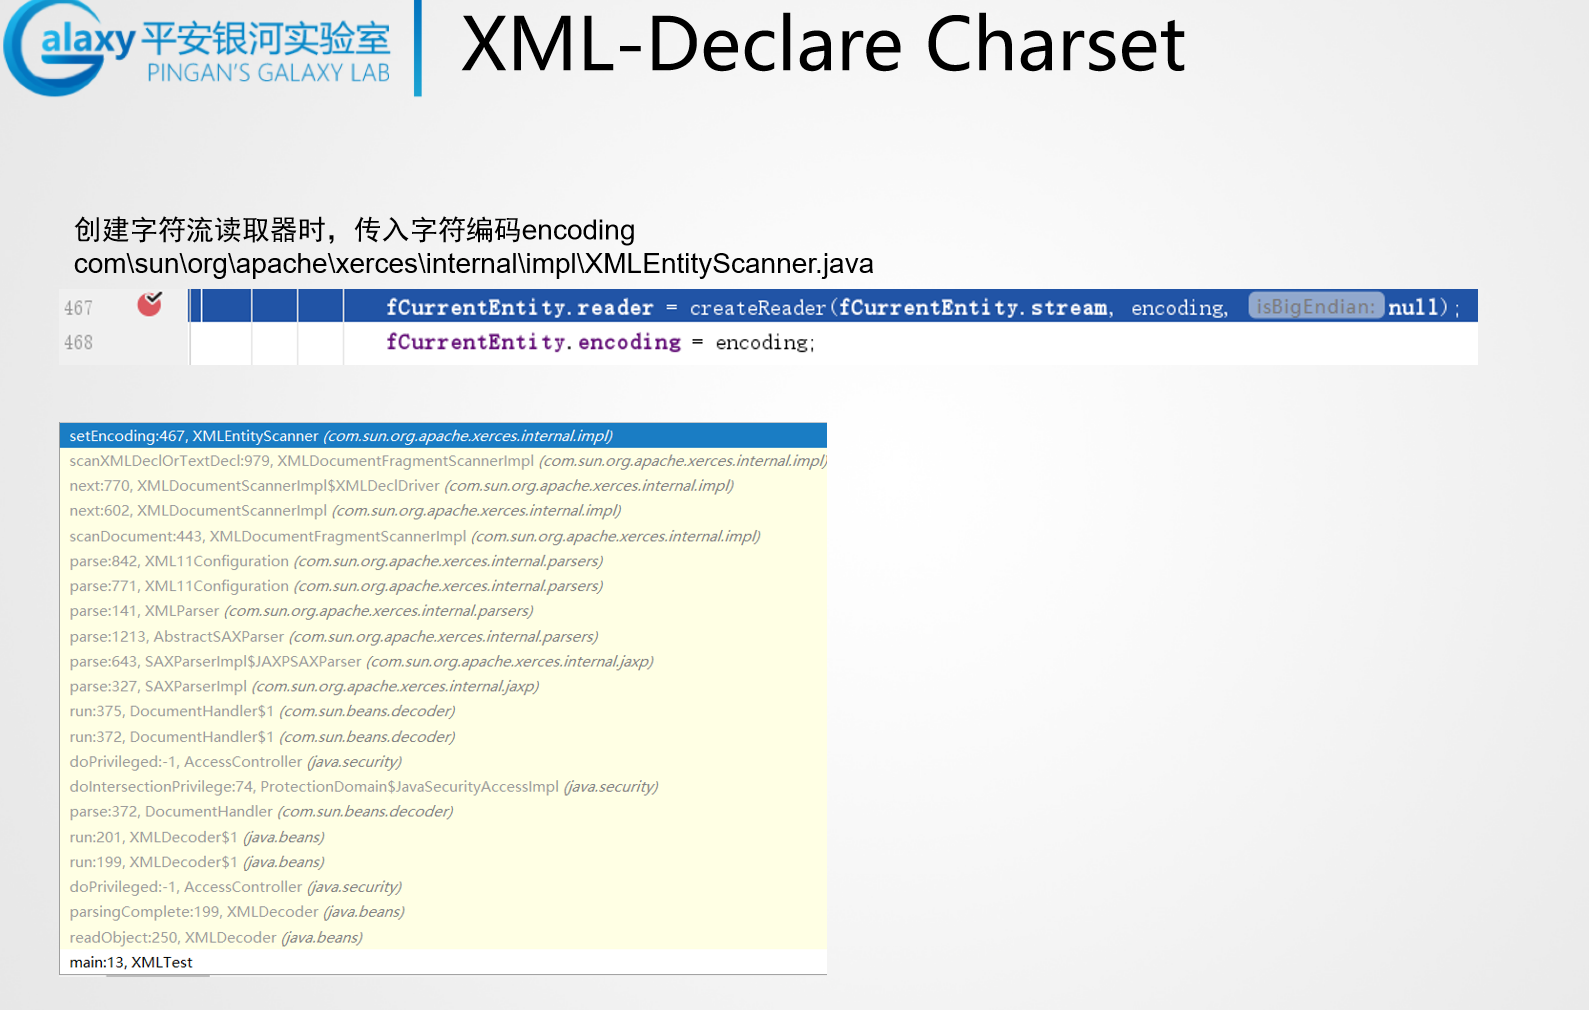 Galaxy 平安银河实验室
PINGAN'S GALAXY LAB
XML-Declare Charset
创建字符流读取器时，传入字符编码encoding
com\sun\org\apache\xerces\internal\impl\XMLEntityScanner.java
467 fCurrentEntity.reader = createReader(fCurrentEntity.stream, encoding, isBigEndian: null);
468 fCurrentEntity.encoding = encoding;
setEncoding:467, XMLEntityScanner (com.sun.org.apache.xerces.internal.impl)
scanXMLDeclOrTextDecl:979, XMLDocumentFragmentScannerImpl (com.sun.org.apache.xerces.internal.impl)
next:770, XMLDocumentScannerImpl$XMLDeclDriver (com.sun.org.apache.xerces.internal.impl)
next:602, XMLDocumentScannerImpl (com.sun.org.apache.xerces.internal.impl)
scanDocument:443, XMLDocumentFragmentScannerImpl (com.sun.org.apache.xerces.internal.impl)
parse:842, XML11Configuration (com.sun.org.apache.xerces.internal.parsers)
parse:771, XML11Configuration (com.sun.org.apache.xerces.internal.parsers)
parse:141, XMLParser (com.sun.org.apache.xerces.internal.parsers)
parse:1213, AbstractSAXParser (com.sun.org.apache.xerces.internal.parsers)
parse:643, SAXParserImpl$JAXPSAXParser (com.sun.org.apache.xerces.internal.jaxp)
parse:327, SAXParserImpl (com.sun.org.apache.xerces.internal.jaxp)
run:375, DocumentHandler$1 (com.sun.beans.decoder)
run:372, DocumentHandler$1 (com.sun.beans.decoder)
doPrivileged:-1, AccessController (java.security)
doIntersectionPrivilege:74, ProtectionDomain$JavaSecurityAccessImpl (java.security)
parse:372, DocumentHandler (com.sun.beans.decoder)
run:201, XMLDecoder$1 (java.beans)
run:199, XMLDecoder$1 (java.beans)
doPrivileged:-1, AccessController (java.security)
parsingComplete:199, XMLDecoder (java.beans)
readObject:250, XMLDecoder (java.beans)
main:13, XMLTest